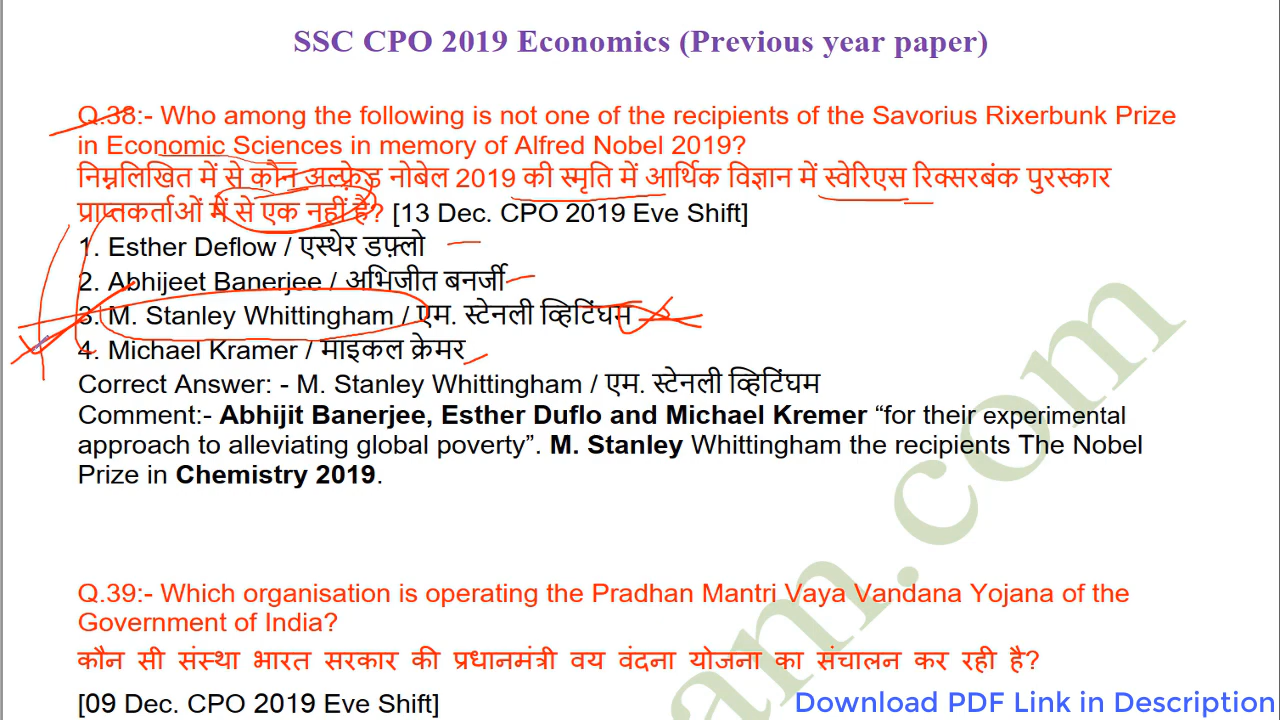 SSC CPO 2019 Economics (Previous year paper)
Q.38:- Who among the following is not one of the recipients of the Savorius Rixerbunk Prize
in Economic Sciences in memory of Alfred Nobel 2019?
निम्नलिखित में से कौन अल्फ़्रेड नोबेल 2019 की स्मृति में आर्थिक विज्ञान में स्वेरिएस रिक्सरबंक पुरस्कार
प्राप्तकर्ताओं में से एक नहीं है? [13 Dec. CPO 2019 Eve Shift]
1. Esther Deflow / एस्थेर डफ़्लो
2. Abhijeet Banerjee / अभिजीत बनर्जी
3. M. Stanley Whittingham / एम. स्टेनली व्हिटिंघम
4. Michael Kramer / माइकल क्रेमर
Correct Answer: - M. Stanley Whittingham / एम. स्टेनली व्हिटिंघम
Comment:- Abhijit Banerjee, Esther Duflo and Michael Kremer “for their experimental
approach to alleviating global poverty”. M. Stanley Whittingham the recipients The Nobel
Prize in Chemistry 2019.
Q.39:- Which organisation is operating the Pradhan Mantri Vaya Vandana Yojana of the
Government of India?
कौन सी संस्था भारत सरकार की प्रधानमंत्री वय वंदना योजना का संचालन कर रही है?
[09 Dec. CPO 2019 Eve Shift]
Download PDF Link in Description
am.com